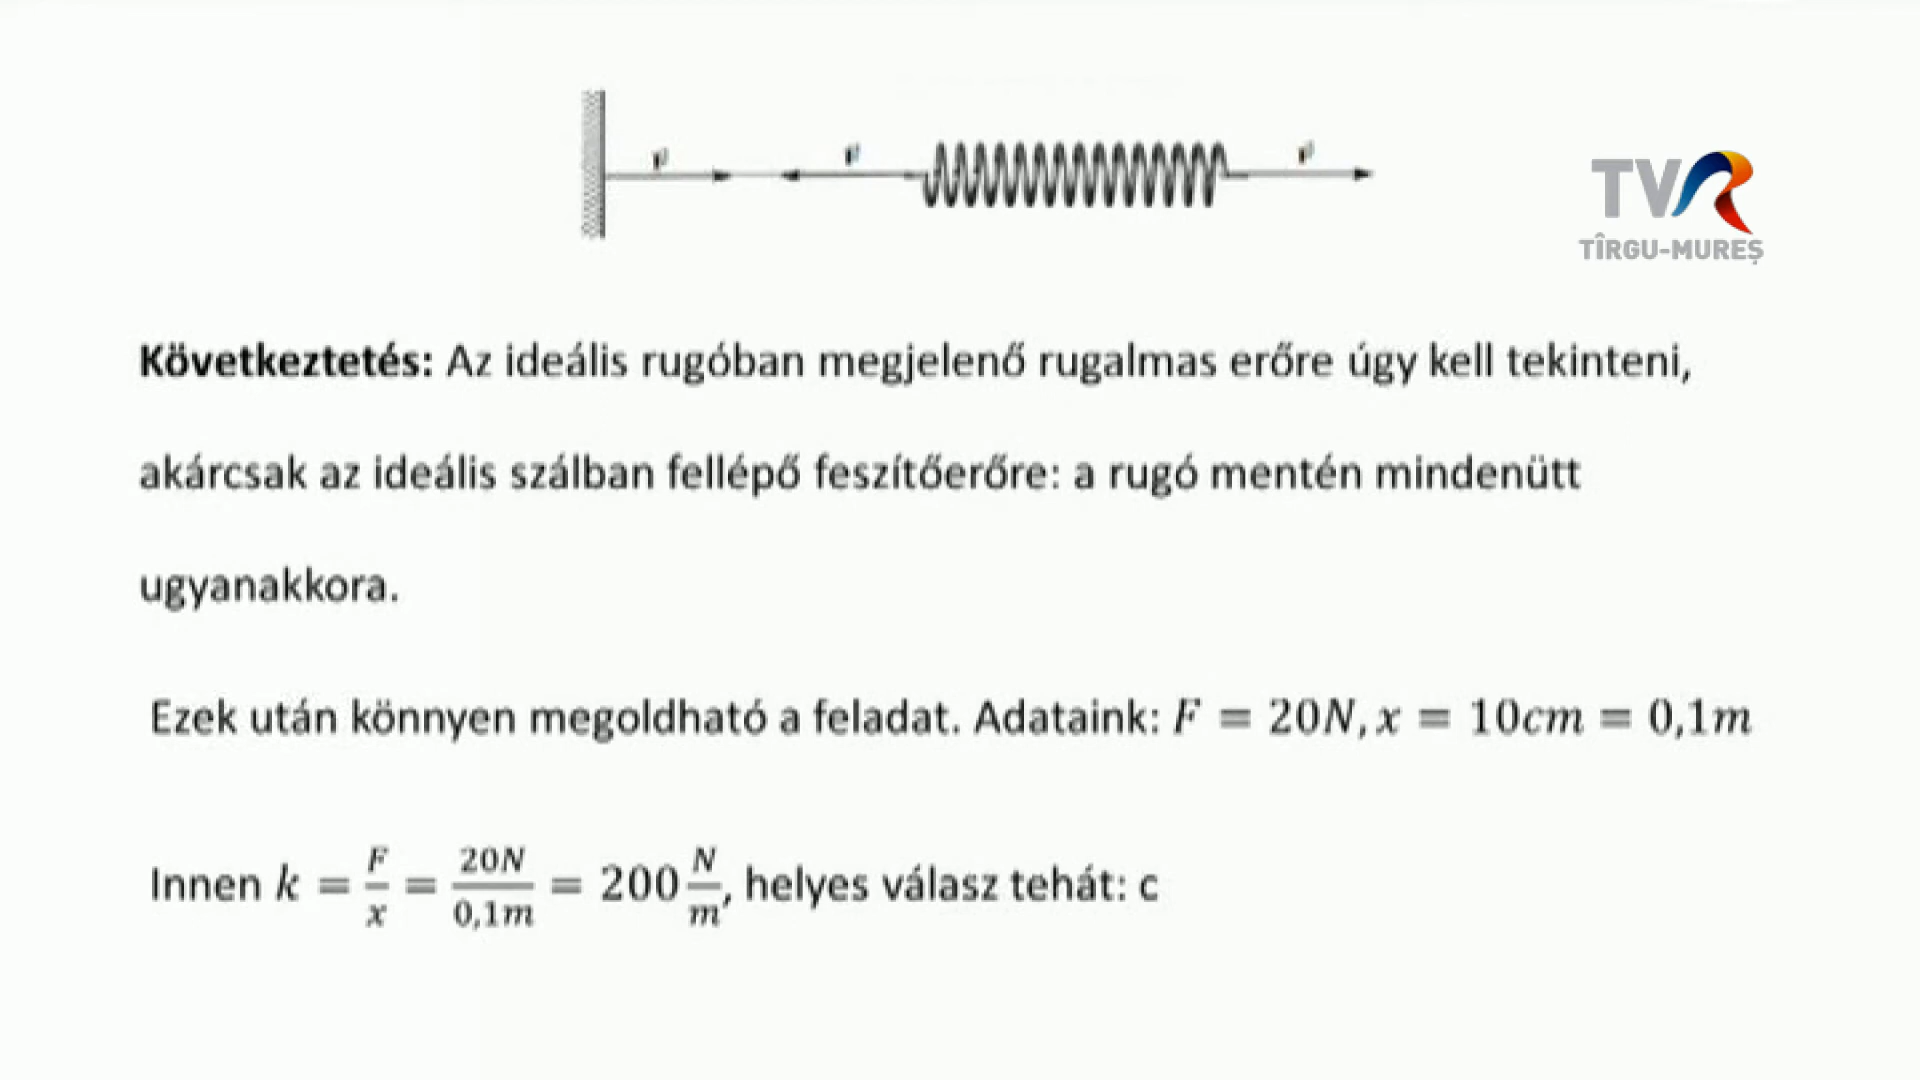 F F F
TVR
TÎRGU-MUREȘ
Következtetés: Az ideális rugóban megjelenő rugalmas erőre úgy kell tekinteni,
akárcsak az ideális szálban fellépő feszítőerőre: a rugó mentén mindenütt
ugyanakkora.
Ezek után könnyen megoldható a feladat. Adataink: F = 20N, x = 10cm = 0,1m
Innen k = F/x = 20N/0,1m = 200 N/m, helyes válasz tehát: c